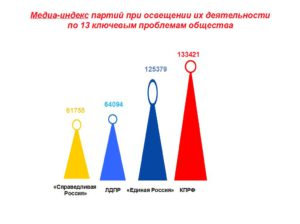 Медиа-индекс партий при освещении их деятельности
по 13 ключевым проблемам общества
133421
125379
61755
64094
«Справедливая
Россия»
ЛДПР
«Единая Россия»
КПРФ